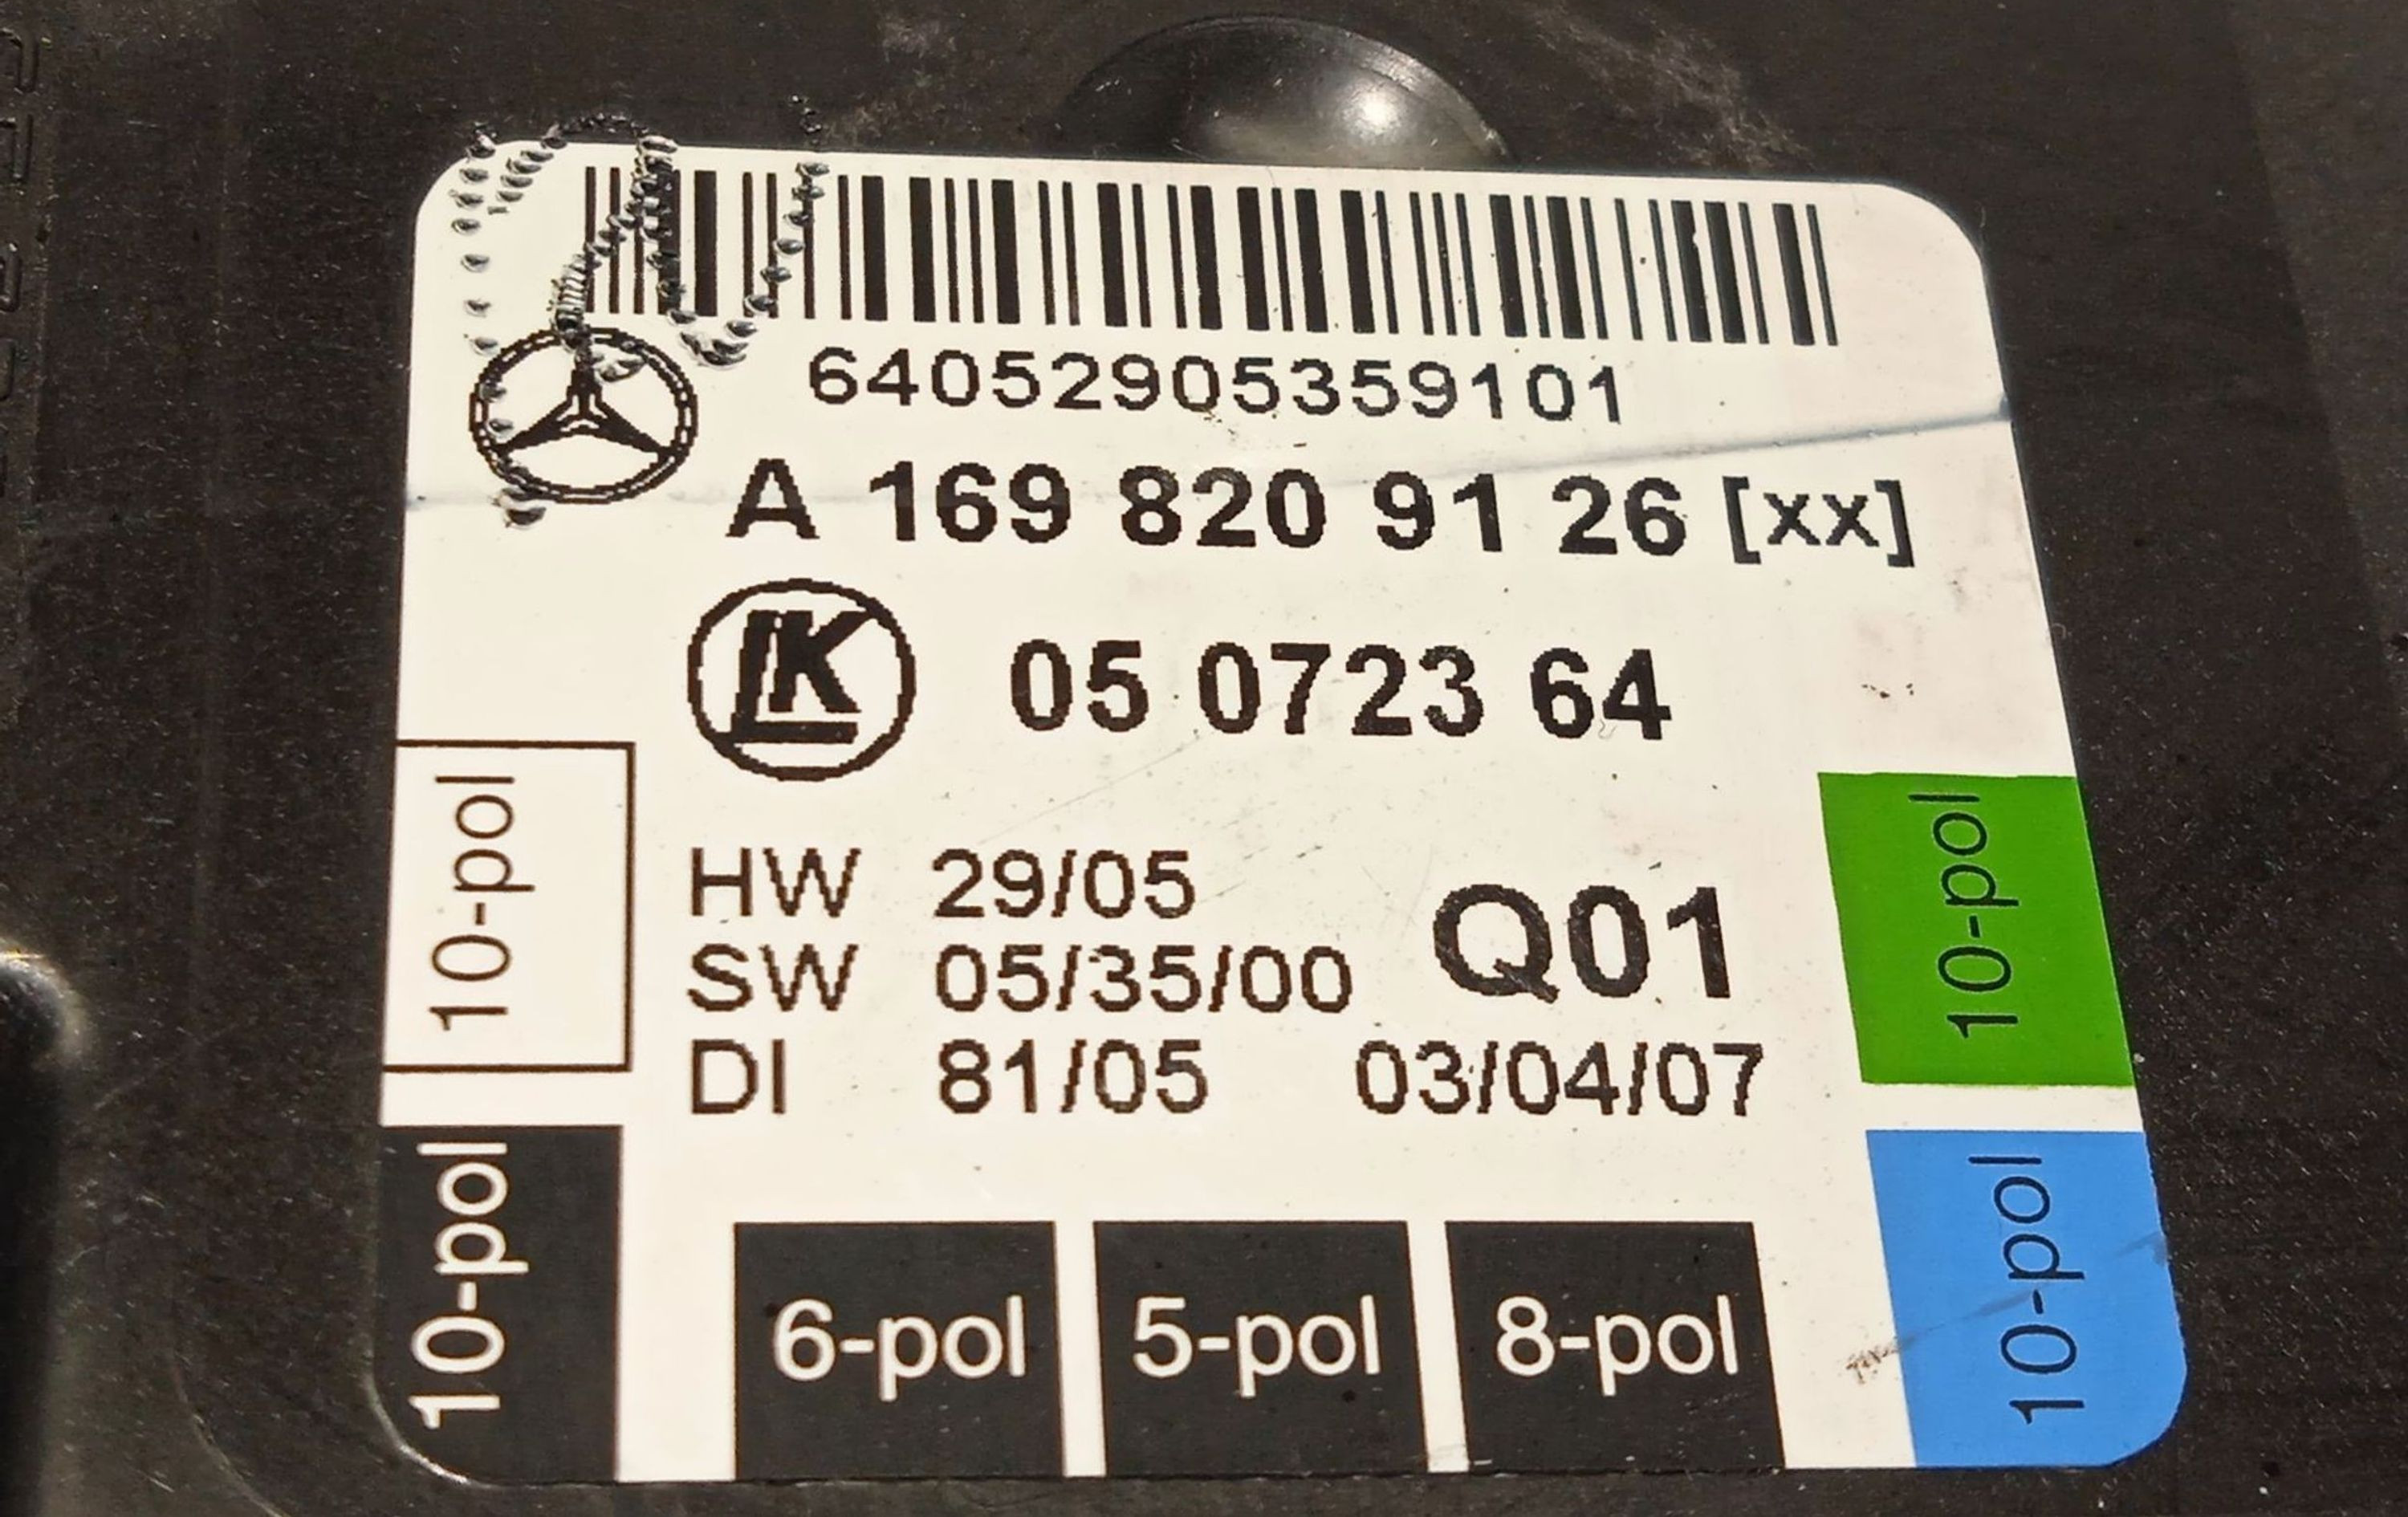 64052905359101
A 169 820 91 26 [xx]
LK 05 0723 64
HW 29/05
SW 05/35/00 Q01
DI 81/05 03/04/07
10-pol
10-pol
6-pol 5-pol 8-pol
10-pol
10-pol